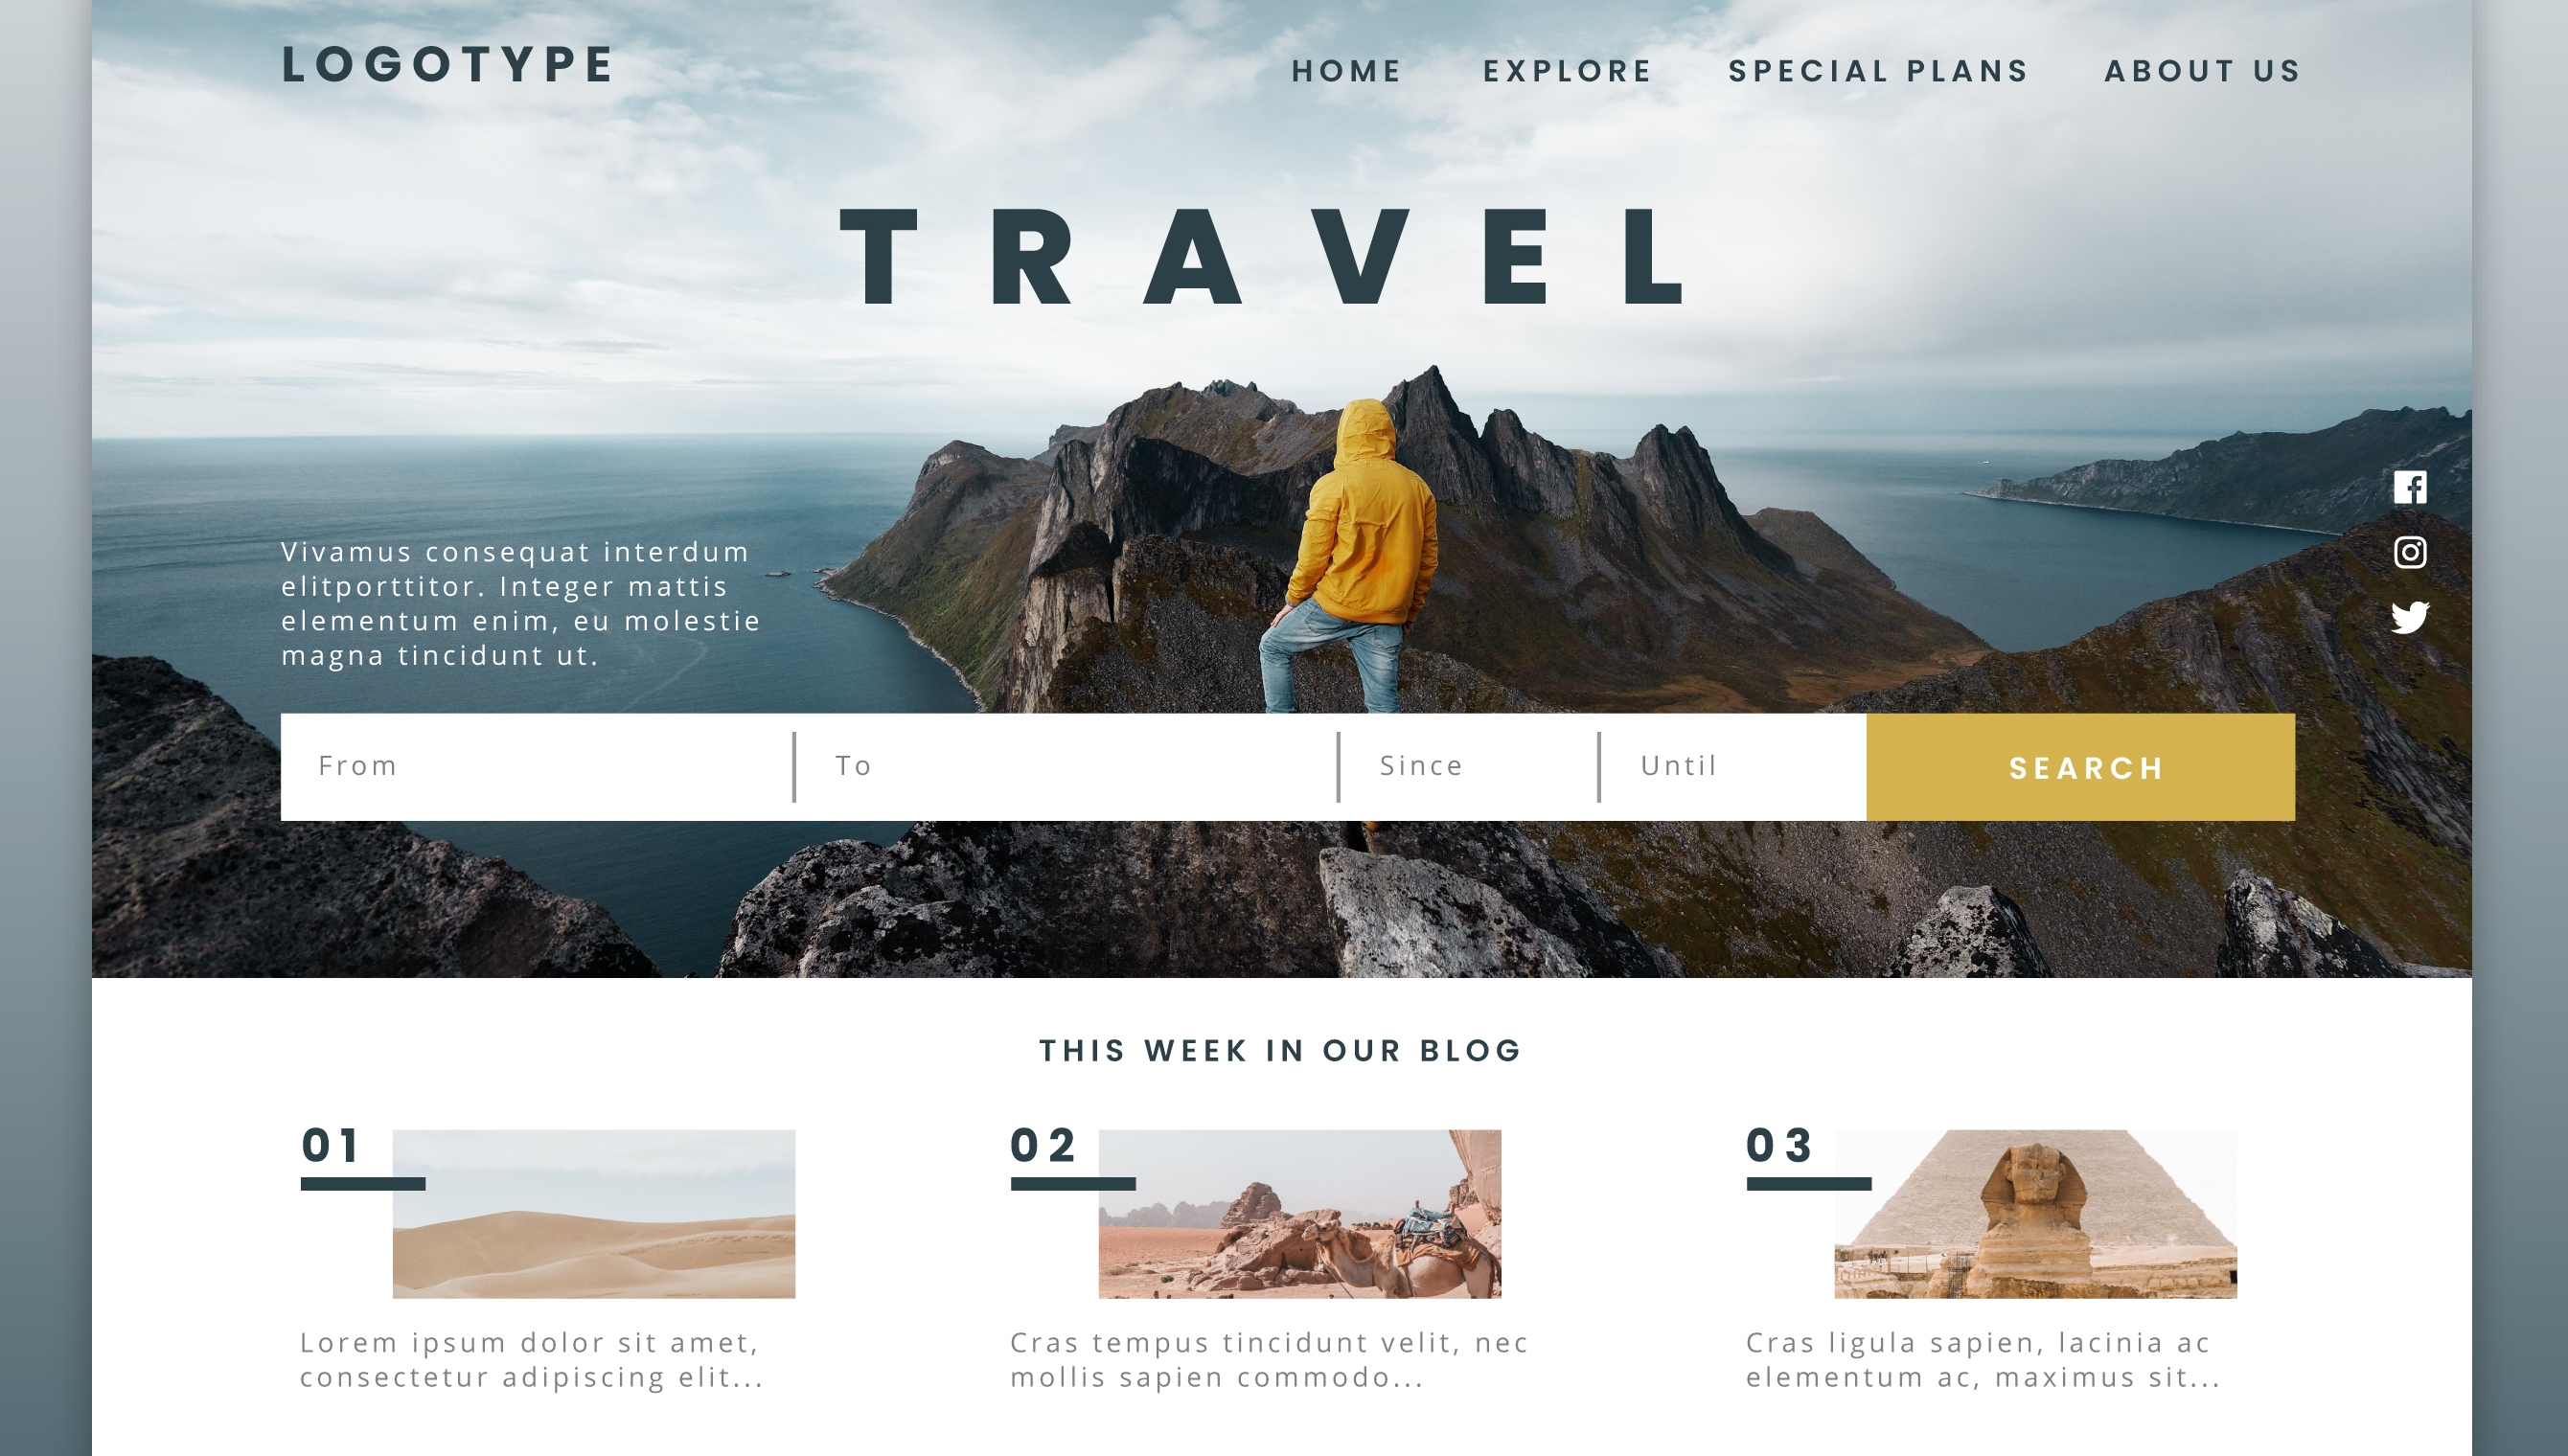 LOGOTYPE
HOME EXPLORE SPECIAL PLANS ABOUT US
TRAVEL
Vivamus consequat interdum
elitporttitor. Integer mattis
elementum enim, eu molestie
magna tincidunt ut.
From To Since Until SEARCH
THIS WEEK IN OUR BLOG
01
Lorem ipsum dolor sit amet,
consectetur adipiscing elit...
02
Cras tempus tincidunt velit, nec
mollis sapien commodo...
03
Cras ligula sapien, lacinia ac
elementum ac, maximus sit...